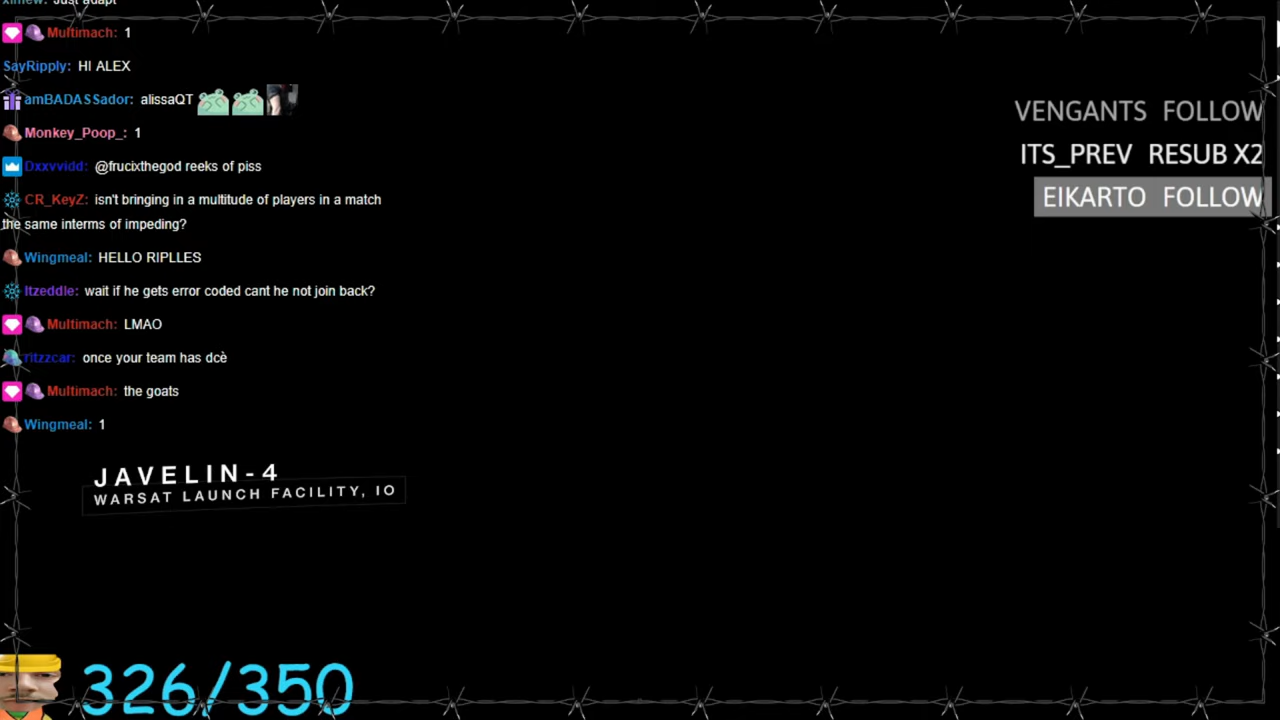 xlmew: Just adapt
Multimach: 1
SayRipply: HI ALEX
amBADASSador: alissaQT
Monkey_Poop_: 1
Dxxvvidd: @frucixthegod reeks of piss
CR_KeyZ: isn't bringing in a multitude of players in a match
the same interms of impeding?
Wingmeal: HELLO RIPLLES
Itzeddle: wait if he gets error coded cant he not join back?
Multimach: LMAO
ritzzcar: once your team has dcè
Multimach: the goats
Wingmeal: 1
VENGANTS FOLLOW
ITS_PREV RESUB X2
EIKARTO FOLLOW
JAVELIN-4
WARSAT LAUNCH FACILITY, IO
326/350